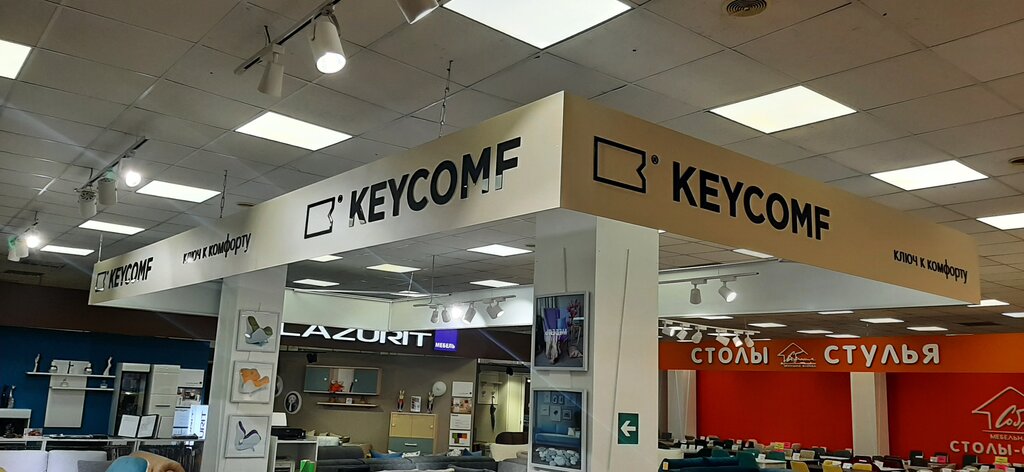 KEYCOMF
ключ к комфорту
KEYCOMF
KEYCOMF
ключ к комфорту
LAZURIT
МЕБЕЛЬ
СТОЛЫ
СТУЛЬЯ
СТОЛЫ-